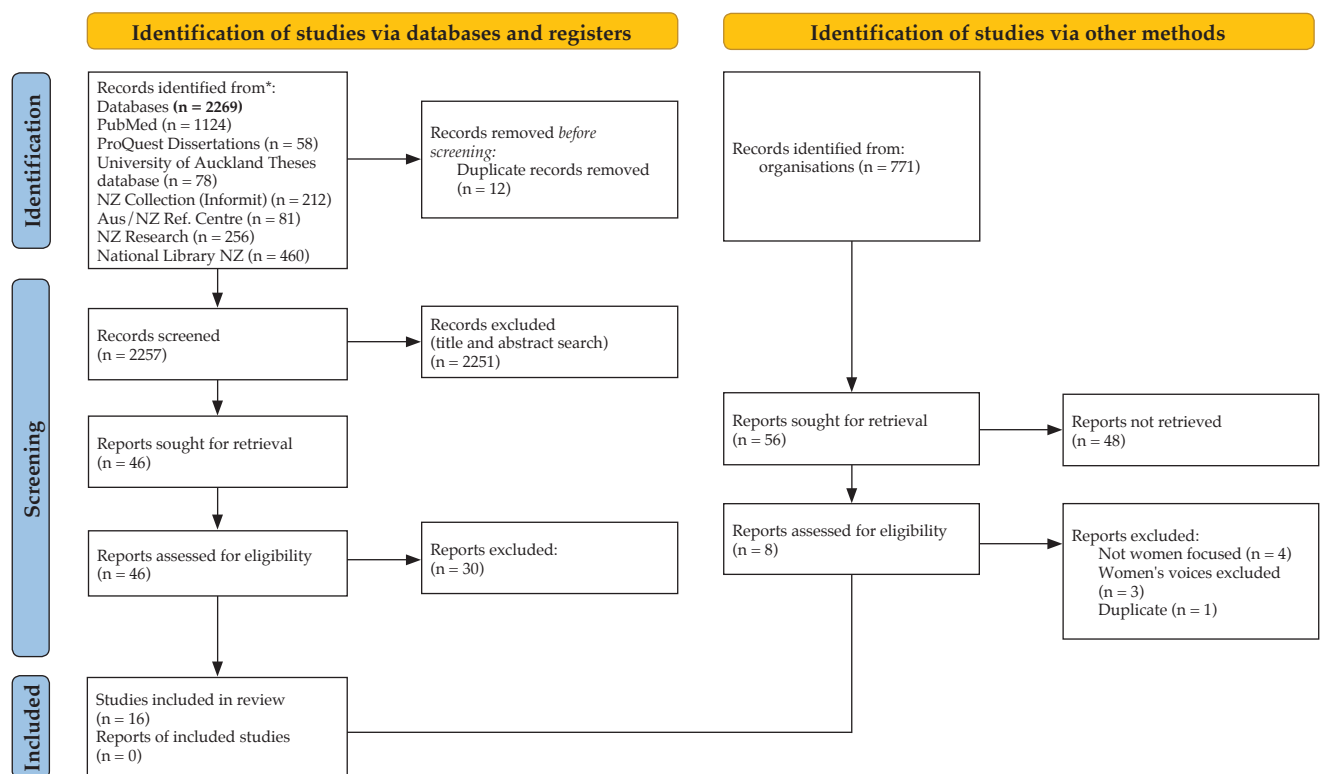 Identification of studies via databases and registers
Identification of studies via other methods
Identification
Records identified from*:
Databases (n = 2269)
PubMed (n = 1124)
ProQuest Dissertations (n = 58)
University of Auckland Theses
database (n = 78)
NZ Collection (Informit) (n = 212)
Aus/NZ Ref. Centre (n = 81)
NZ Research (n = 256)
National Library NZ (n = 460)
Records removed before
screening:
Duplicate records removed
(n = 12)
Records identified from:
organisations (n = 771)
Screening
Records screened
(n = 2257)
Records excluded
(title and abstract search)
(n = 2251)
Reports sought for retrieval
(n = 46)
Reports sought for retrieval
(n = 56)
Reports not retrieved
(n = 48)
Reports assessed for eligibility
(n = 46)
Reports excluded:
(n = 30)
Reports assessed for eligibility
(n = 8)
Reports excluded:
Not women focused (n = 4)
Women's voices excluded
(n = 3)
Duplicate (n = 1)
Included
Studies included in review
(n = 16)
Reports of included studies
(n = 0)